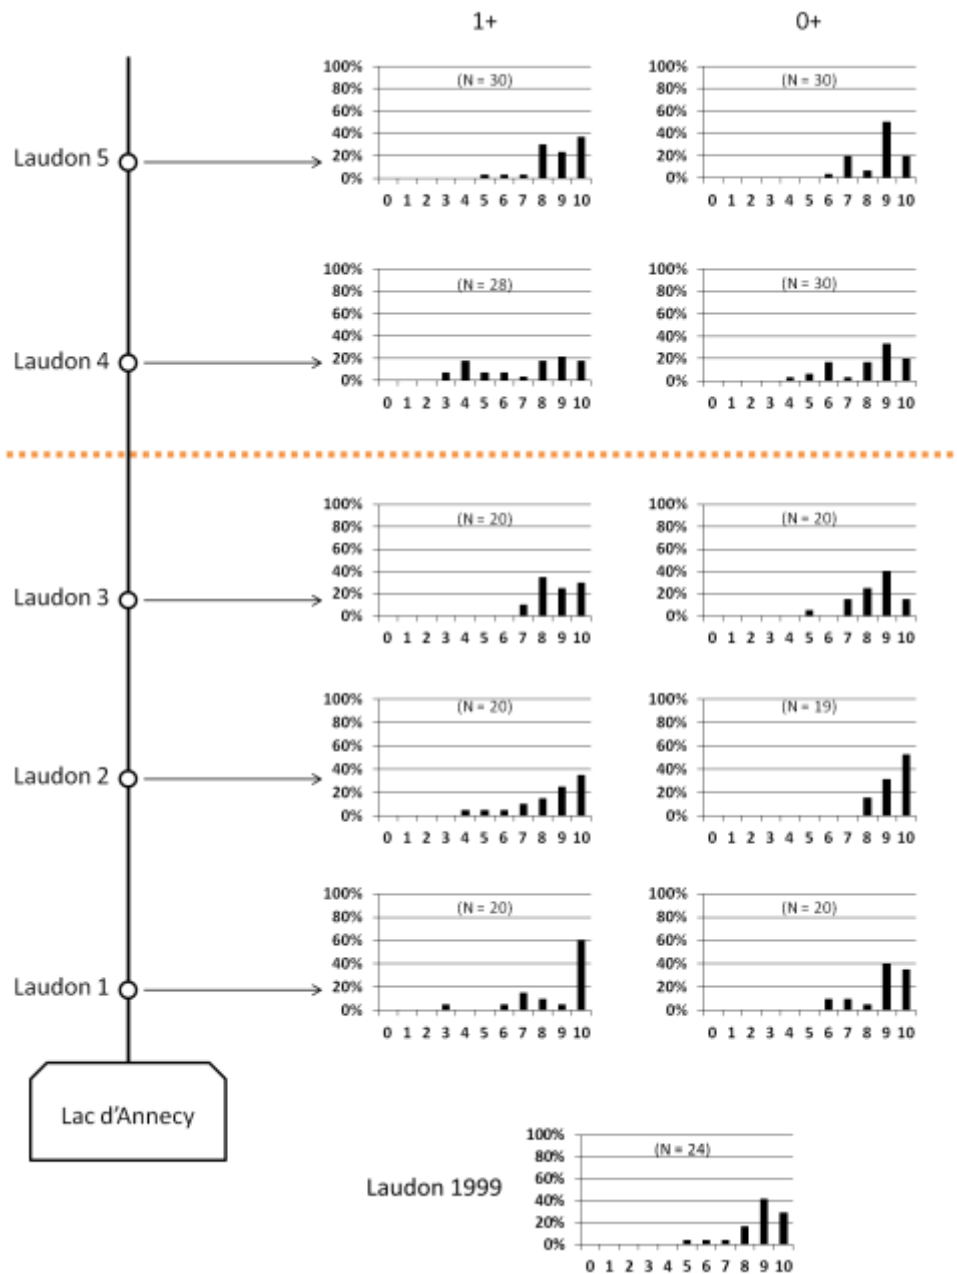 1+ 0+
100% (N = 30) 100% (N = 30)
80% 80%
60% 60%
40% 40%
Laudon 5 20% 20%
0% 0%
0 1 2 3 4 5 6 7 8 9 10 0 1 2 3 4 5 6 7 8 9 10
100% (N = 28) 100% (N = 30)
80% 80%
60% 60%
40% 40%
Laudon 4 20% 20%
0% 0%
0 1 2 3 4 5 6 7 8 9 10 0 1 2 3 4 5 6 7 8 9 10
100% (N = 20) 100% (N = 20)
80% 80%
60% 60%
40% 40%
Laudon 3 20% 20%
0% 0%
0 1 2 3 4 5 6 7 8 9 10 0 1 2 3 4 5 6 7 8 9 10
100% (N = 20) 100% (N = 19)
80% 80%
60% 60%
40% 40%
Laudon 2 20% 20%
0% 0%
0 1 2 3 4 5 6 7 8 9 10 0 1 2 3 4 5 6 7 8 9 10
100% (N = 20) 100% (N = 20)
80% 80%
60% 60%
40% 40%
Laudon 1 20% 20%
0% 0%
0 1 2 3 4 5 6 7 8 9 10 0 1 2 3 4 5 6 7 8 9 10
Lac d'Annecy
100% (N = 24)
80%
60%
Laudon 1999 40%
20%
0%
0 1 2 3 4 5 6 7 8 9 10